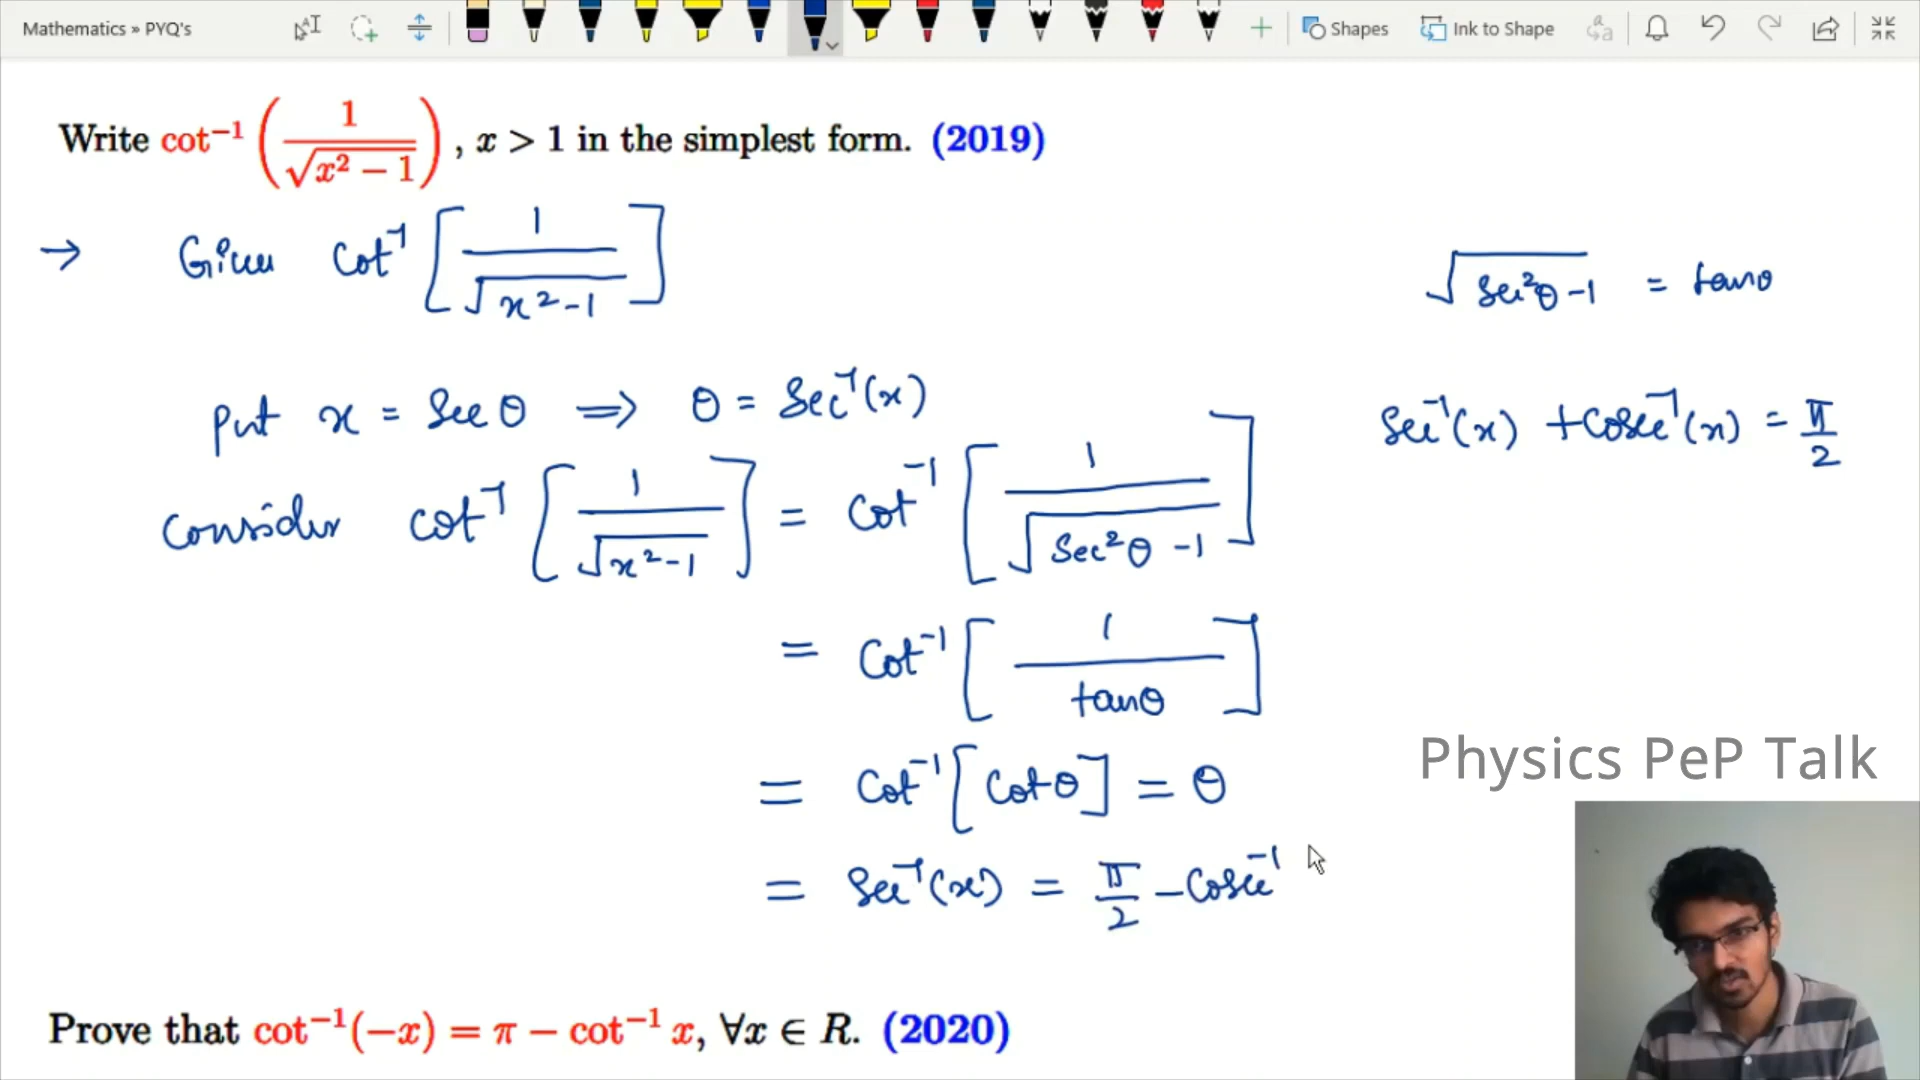 Mathematics » PYQ's
Shapes
Ink to Shape
Write cot⁻¹ (1/√(x² − 1)), x > 1 in the simplest form. (2019)
→ Given cot⁻¹ [1/√(x²-1)]
√(Sec²θ-1) = tanθ
Put x = Sec θ ⇒ θ = Sec⁻¹(x)
Sec⁻¹(x) + Cosec⁻¹(x) = π/2
Consider cot⁻¹ [1/√(x²-1)] = Cot⁻¹ [1/√(Sec²θ -1)]
= Cot⁻¹ [1/tanθ]
= Cot⁻¹ [Cotθ] = θ
= Sec⁻¹(x) = π/2 - Cosec⁻¹
Physics PeP Talk
Prove that cot⁻¹(−x) = π − cot⁻¹ x, ∀x ∈ R. (2020)